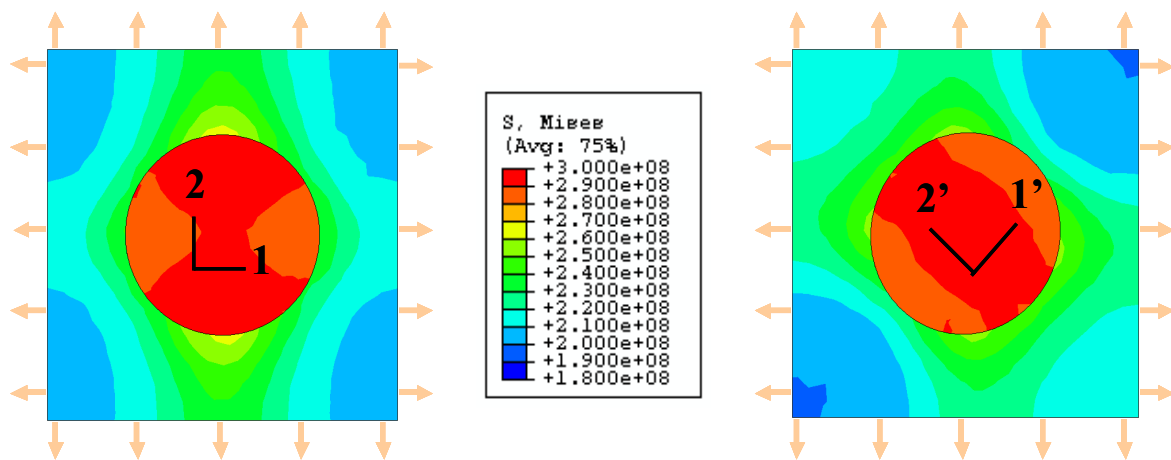 2
1
S, Mises
(Avg: 75%)
+3.000e+08
+2.900e+08
+2.800e+08
+2.700e+08
+2.600e+08
+2.500e+08
+2.400e+08
+2.300e+08
+2.200e+08
+2.100e+08
+2.000e+08
+1.900e+08
+1.800e+08
2’ 1’